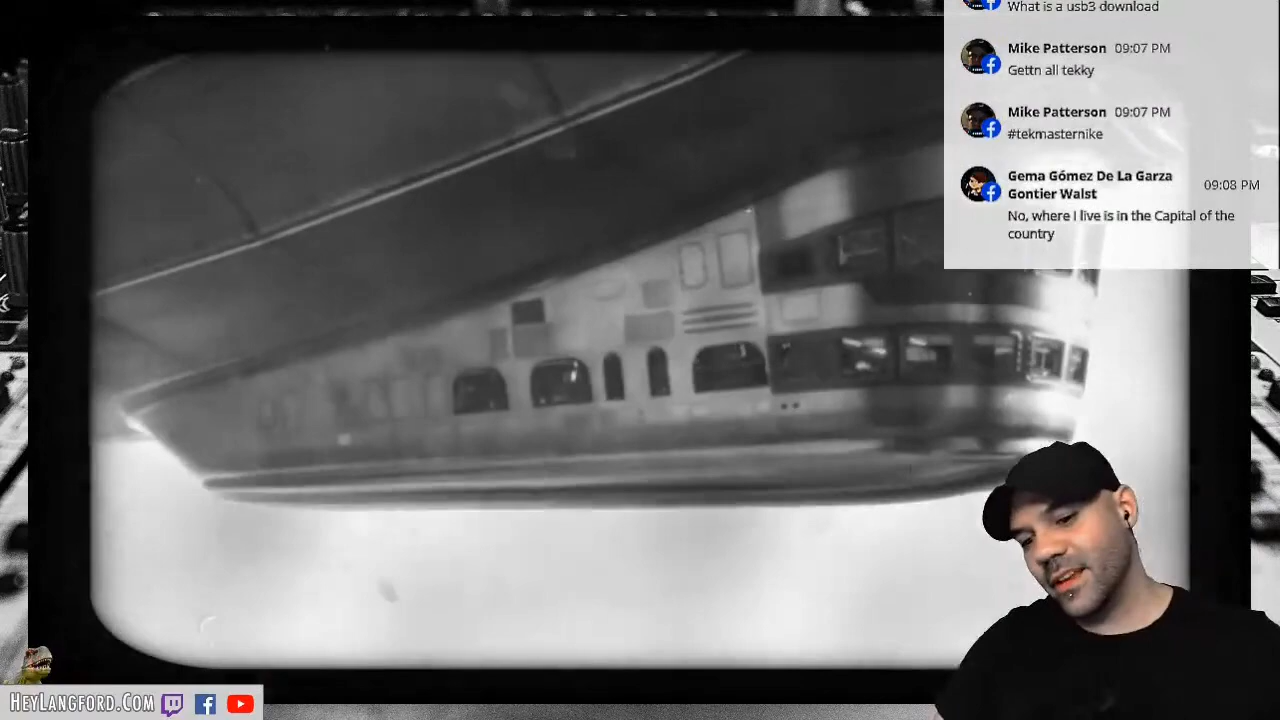 What is a usb3 download
Mike Patterson 09:07 PM
Gettn all tekky
Mike Patterson 09:07 PM
#tekmasternike
Gema Gómez De La Garza
Gontier Walst
09:08 PM
No, where I live is in the Capital of the
country
HEYLANGFORD.COM